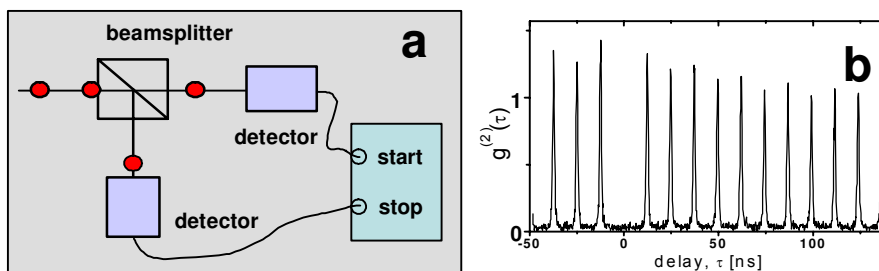 beamsplitter
a
detector
start
stop
detector
b
g(2)(τ)
1
0
-50
0
50
100
delay, τ [ns]